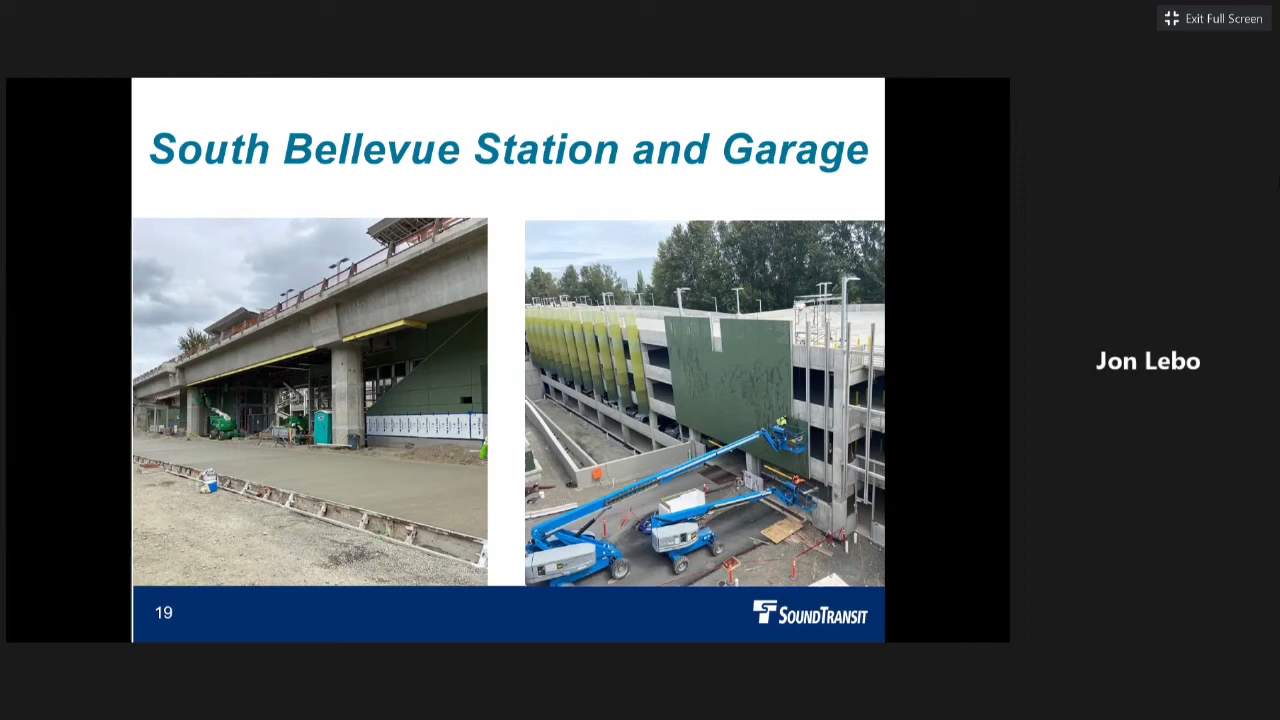 Exit Full Screen
South Bellevue Station and Garage
Jon Lebo
19
SOUNDTRANSIT